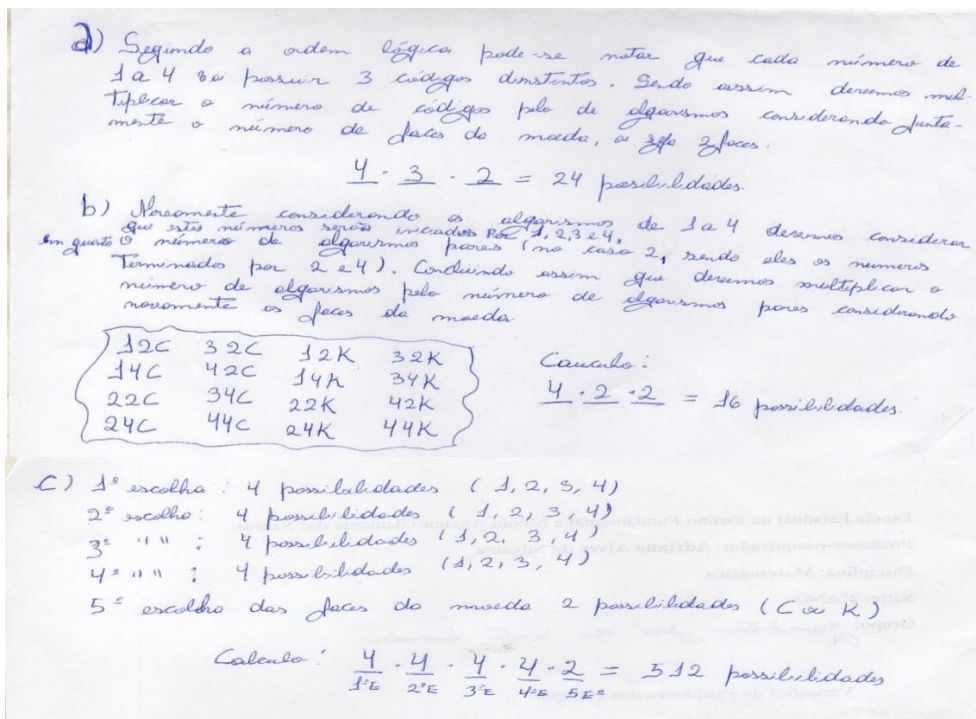 a) Seguindo a ordem lógica pode-se notar que cada número de
1 a 4 vai possuir 3 códigos distintos. Sendo assim devemos mul-
tiplicar o número de códigos pelo de algarismos considerando junta-
mente o número de faces da moeda, ou seja 2 faces.
4 · 3 · 2 = 24 possibilidades.
b) Novamente considerando os algarismos de 1 a 4 devemos considerar
que estes números serão iniciados por 1, 2, 3 e 4,
em quanto o número de algarismos pares (no caso 2, sendo eles os numeros
Terminados por 2 e 4). Concluindo assim que devemos multiplicar o
número de algarismos pelo número de algarismos pares considerando
novamente as faces da moeda.
12C 32C 12K 32K
14C 42C 14K 34K
22C 34C 22K 42K
24C 44C 24K 44K
Cauculo:
4 · 2 · 2 = 16 possibilidades.
C) 1ª escolha : 4 possibilidades (1, 2, 3, 4)
2ª escolha : 4 possibilidades (1, 2, 3, 4)
3ª " " : 4 possibilidades (1, 2, 3, 4)
4ª " " : 4 possibilidades (1, 2, 3, 4)
5ª escolha das faces da moeda 2 possibilidades (C ou K)
Calculo : 4 · 4 · 4 · 4 · 2 = 512 possibilidades
1ªE 2ªE 3ªE 4ªE 5Eª